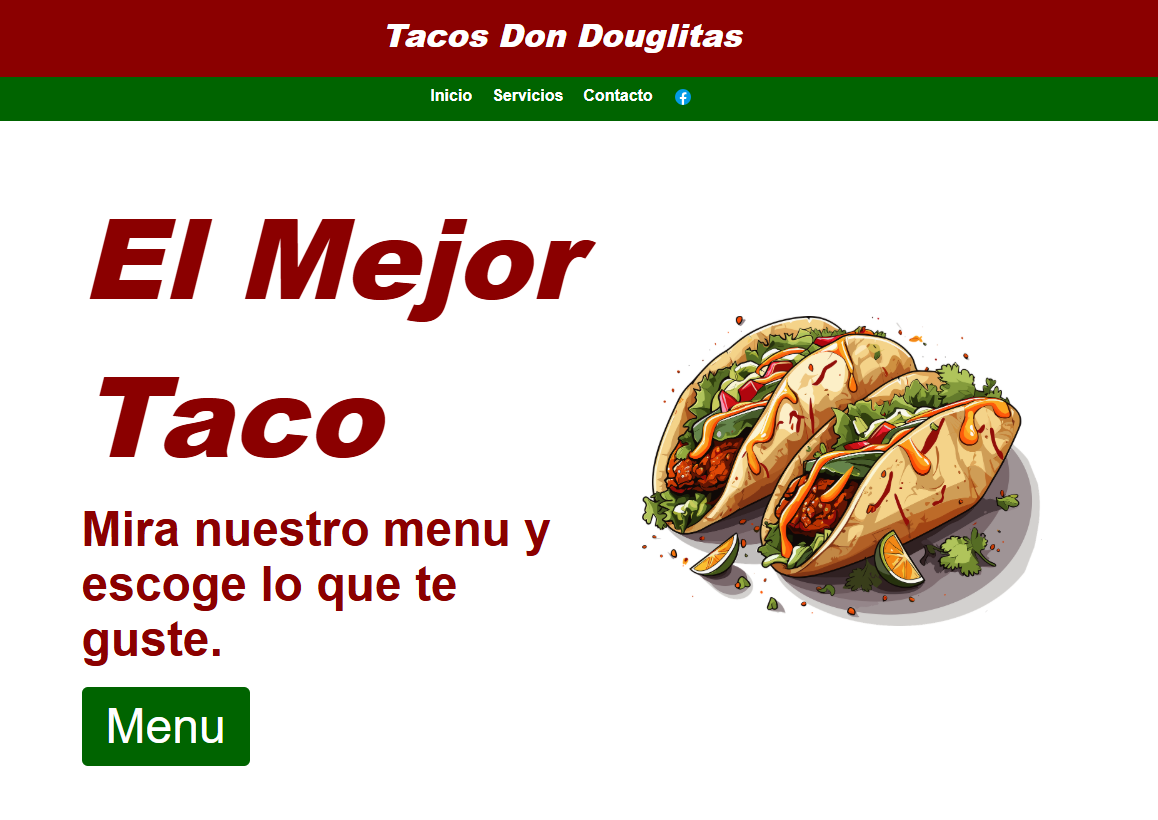 Tacos Don Douglitas
Inicio Servicios Contacto
El Mejor
Taco
Mira nuestro menu y
escoge lo que te
guste.
Menu